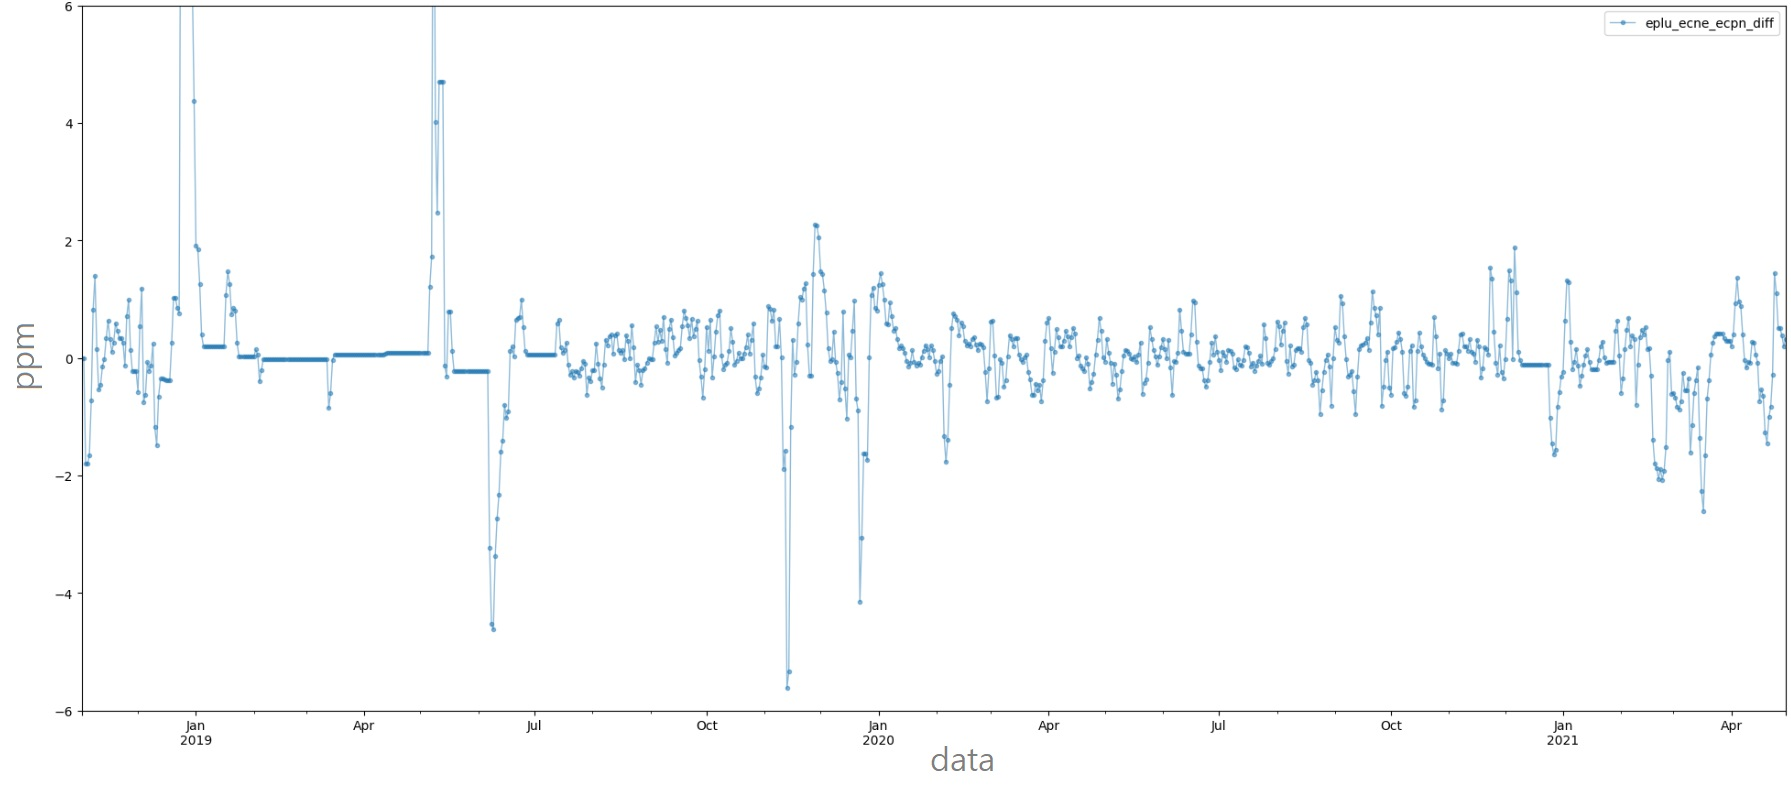 eplu_ecne_ecpn_diff
6
4
2
0
−2
−4
−6
ppm
Jan Apr Jul Oct Jan Apr Jul Oct Jan Apr
2019 2020 2021
data